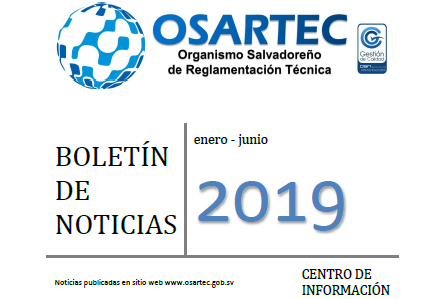 OSARTEC
Organismo Salvadoreño
de Reglamentación Técnica
Gestión
de Calidad
BOLETÍN
DE
NOTICIAS
enero - junio
2019
Noticias publicadas en sitio web www.osartec.gob.sv
CENTRO DE
INFORMACIÓN